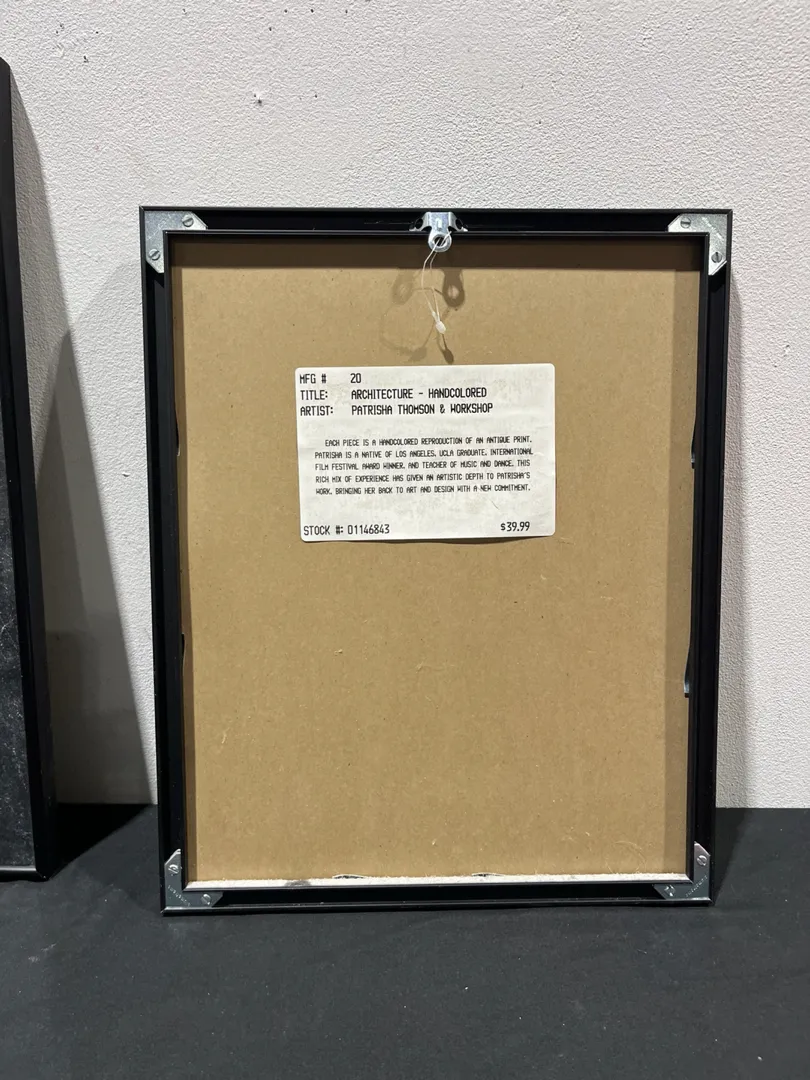 MFG # 20
TITLE: ARCHITECTURE - HANDCOLORED
ARTIST: PATRISHA THOMSON & WORKSHOP
EACH PIECE IS A HANDCOLORED REPRODUCTION OF AN ANTIQUE PRINT.
PATRISHA IS A NATIVE OF LOS ANGELES, UCLA GRADUATE, INTERNATIONAL
FILM FESTIVAL AWARD WINNER, AND TEACHER OF MUSIC AND DANCE. THIS
RICH MIX OF EXPERIENCE HAS GIVEN AN ARTISTIC DEPTH TO PATRISHA'S
WORK, BRINGING HER BACK TO ART AND DESIGN WITH A NEW COMMITMENT.
STOCK #: 01146843 $39.99